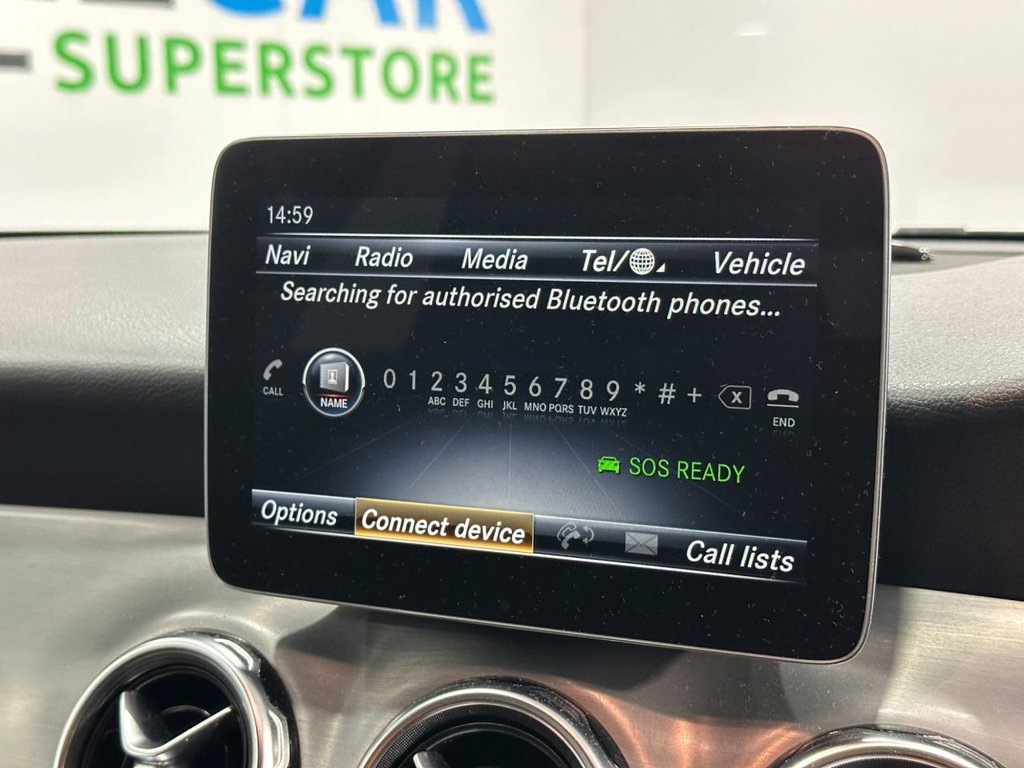 CAR
SUPERSTORE
14:59
Navi Radio Media Tel/ Vehicle
Searching for authorised Bluetooth phones...
CALL NAME 0 1 2 3 4 5 6 7 8 9 * # + X END
ABC DEF GHI JKL MNO PQRS TUV WXYZ
SOS READY
Options Connect device Call lists